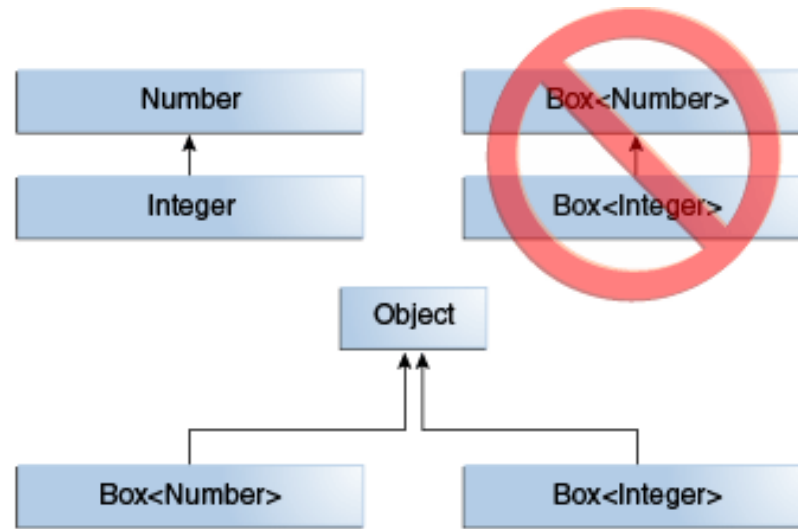 Number
Box<Number>
Integer
Box<Integer>
Object
Box<Number>
Box<Integer>